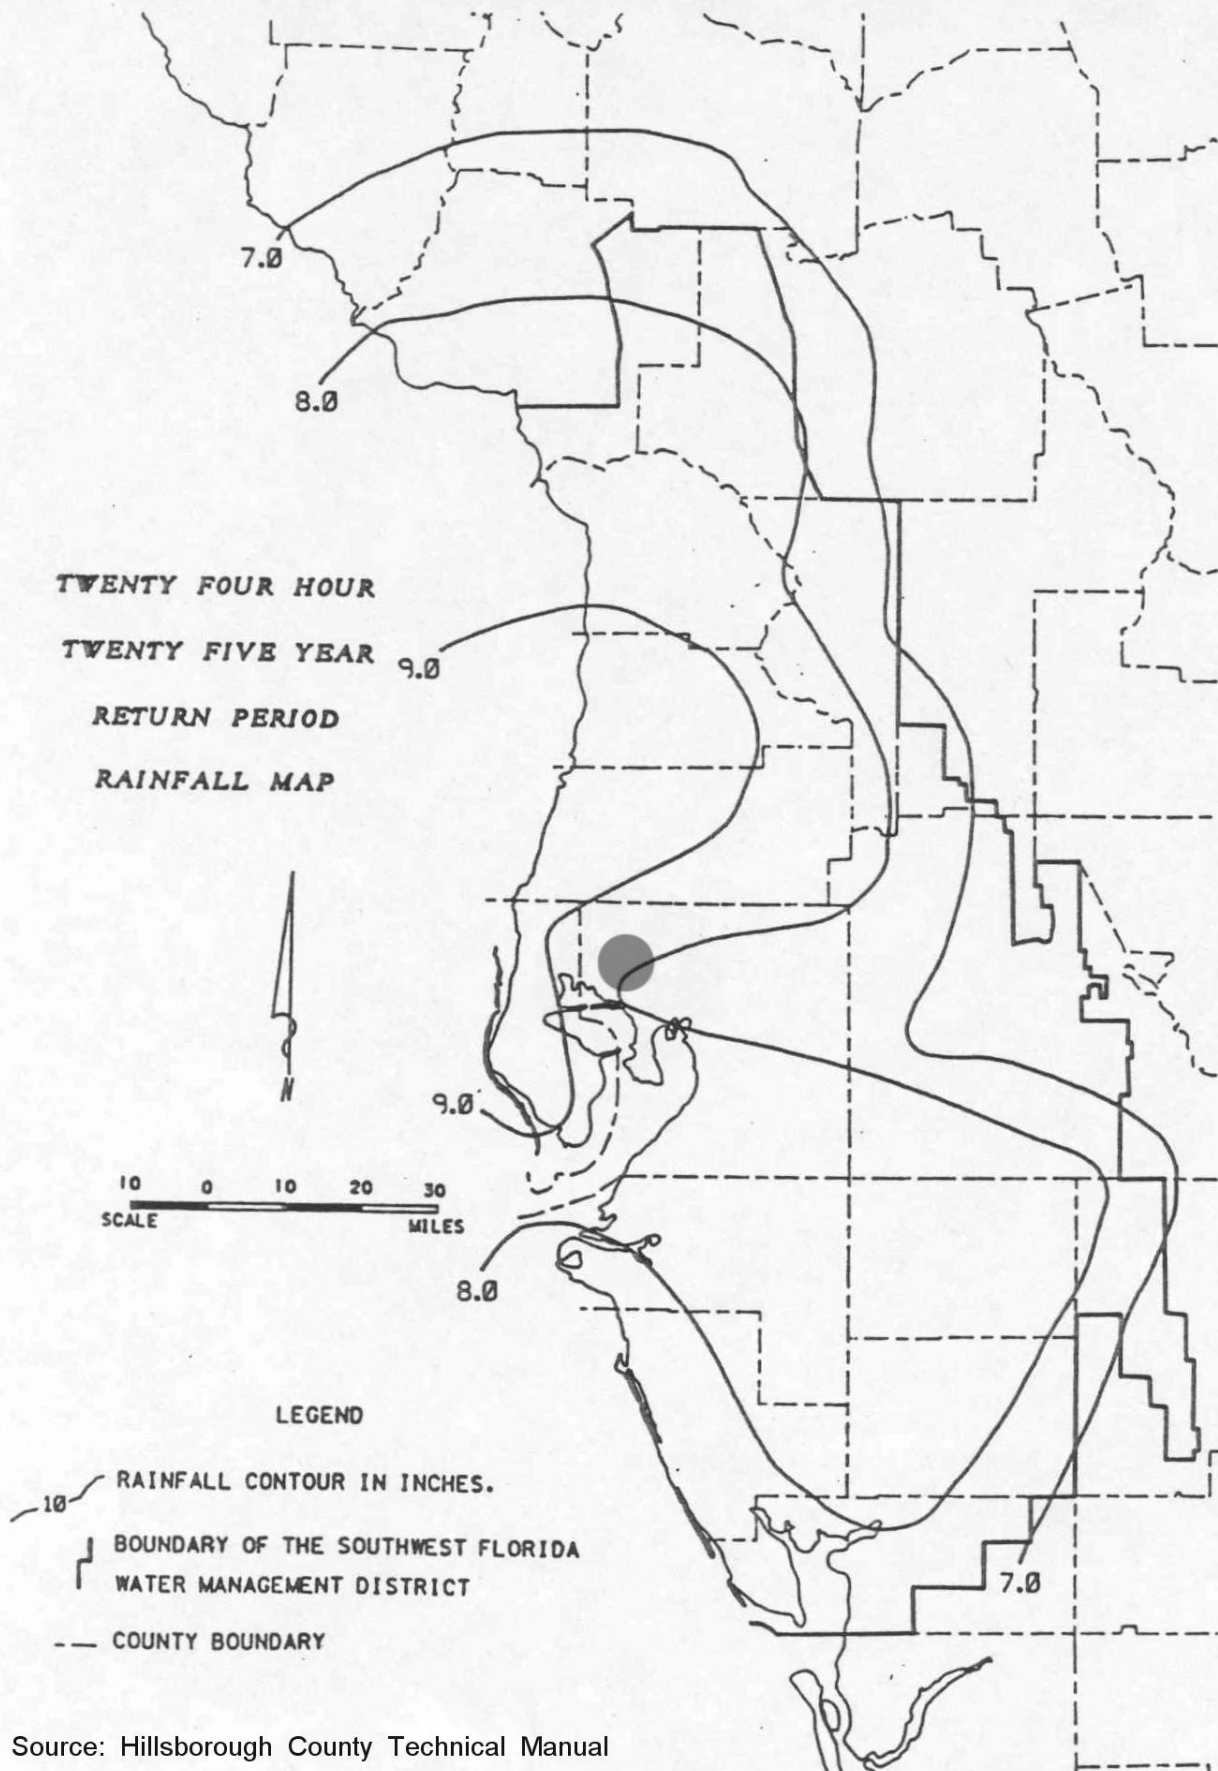 7.0
8.0
TWENTY FOUR HOUR
TWENTY FIVE YEAR
RETURN PERIOD
RAINFALL MAP
9.0
N
9.0
10 0 10 20 30
SCALE MILES
8.0
LEGEND
10 RAINFALL CONTOUR IN INCHES.
BOUNDARY OF THE SOUTHWEST FLORIDA
WATER MANAGEMENT DISTRICT
COUNTY BOUNDARY
7.0
Source: Hillsborough County Technical Manual